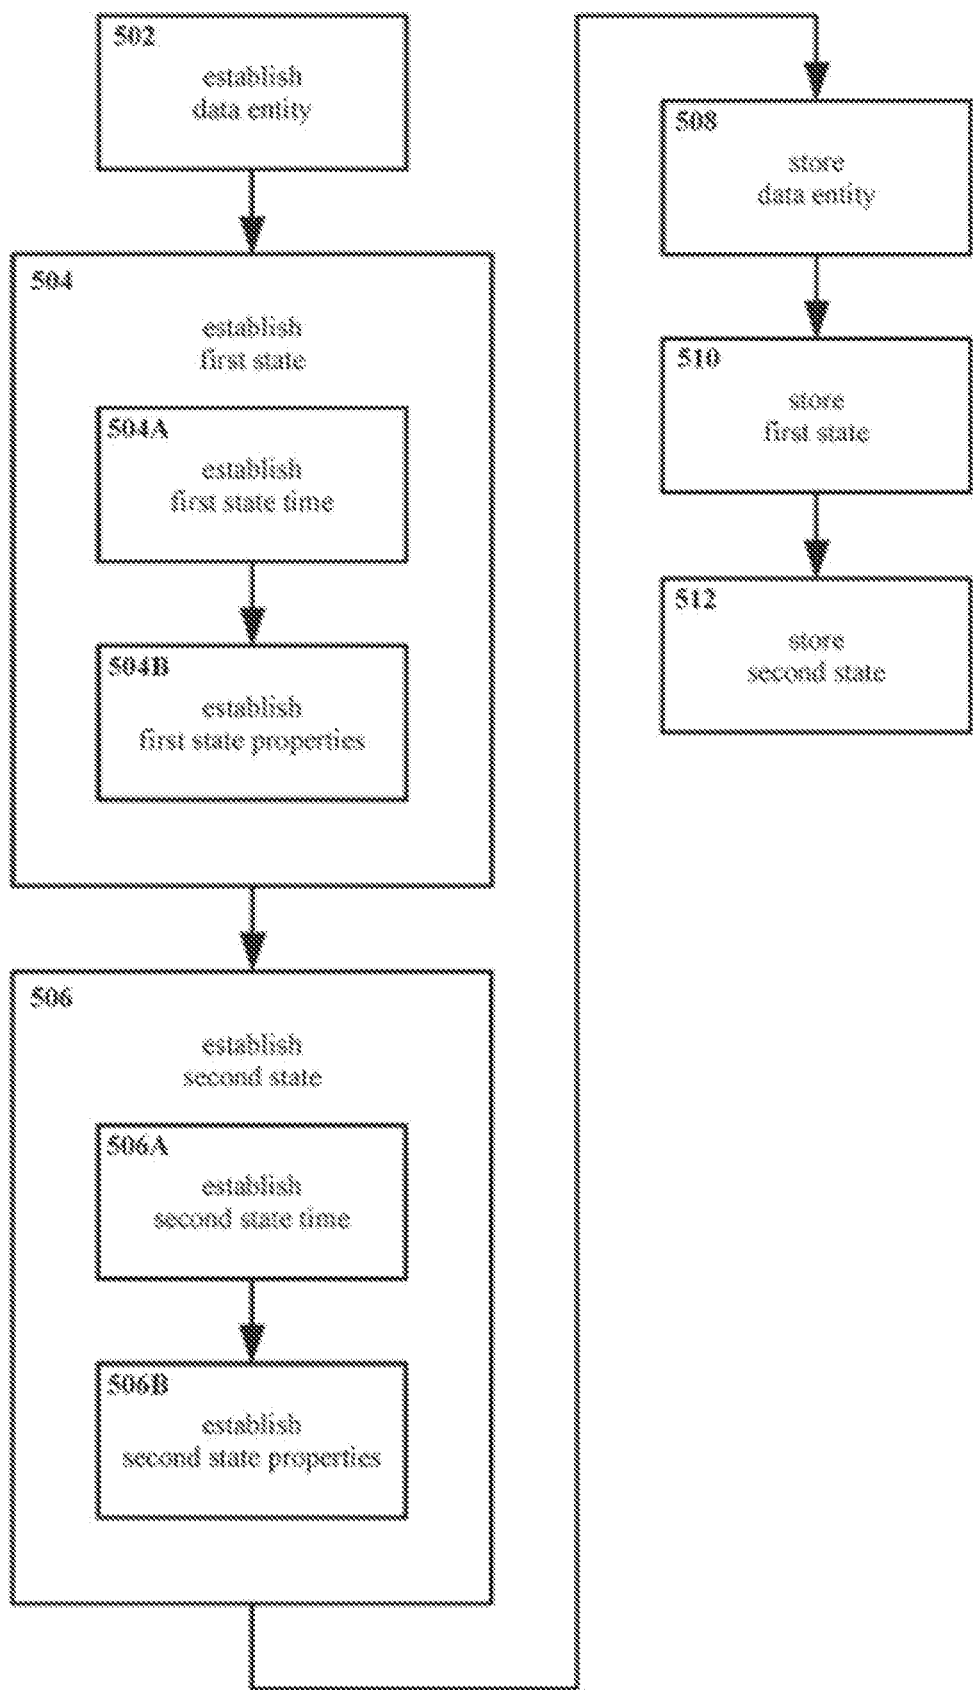 502
establish
data entity
504
establish
first state
504A
establish
first state time
504B
establish
first state properties
506
establish
second state
506A
establish
second state time
506B
establish
second state properties
508
store
data entity
510
store
first state
512
store
second state